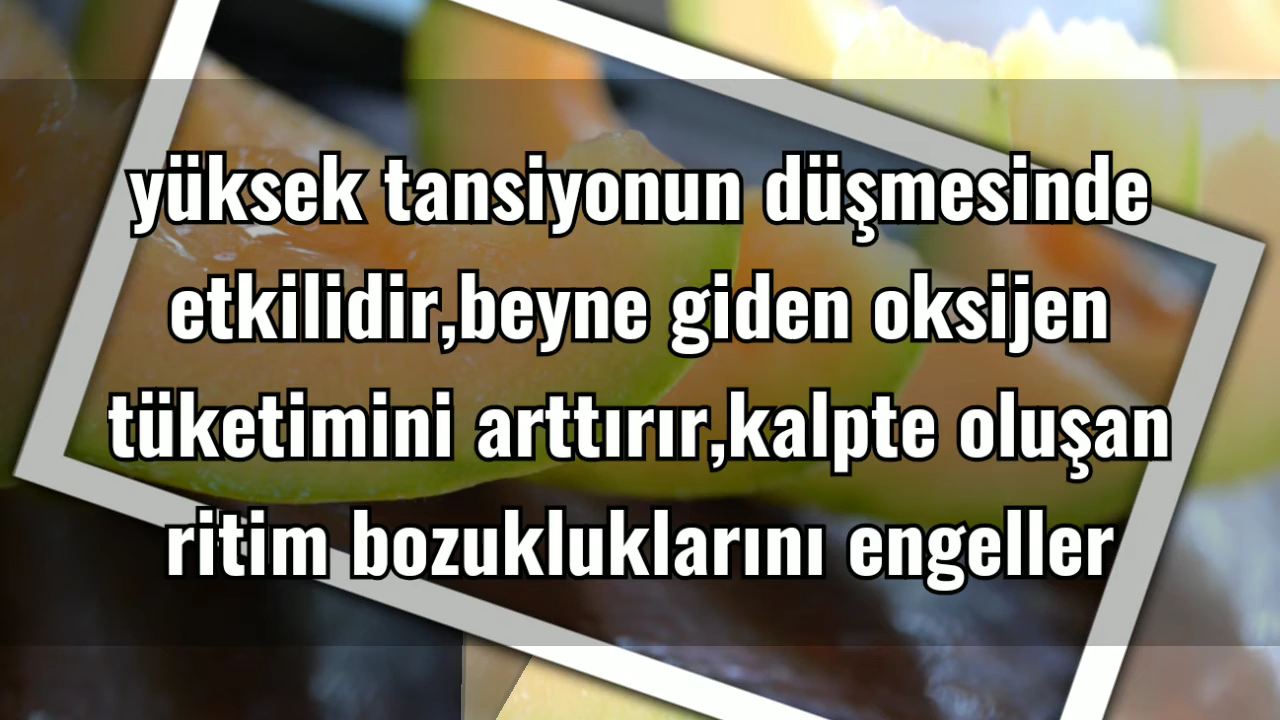 yüksek tansiyonun düşmesinde
etkilidir,beyne giden oksijen
tüketimini arttırır,kalpte oluşan
ritim bozukluklarını engeller